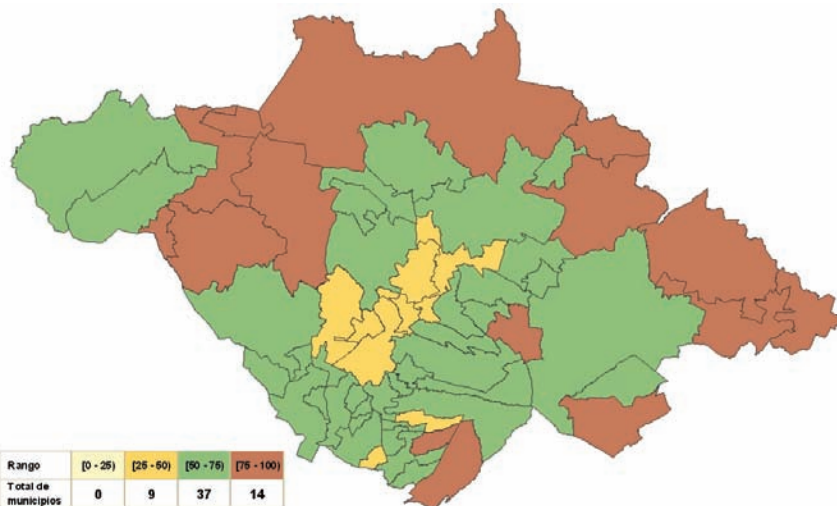 Rango [0 - 25) [25 - 50) [50 - 75) [75 - 100)
Total de municipios 0 9 37 14